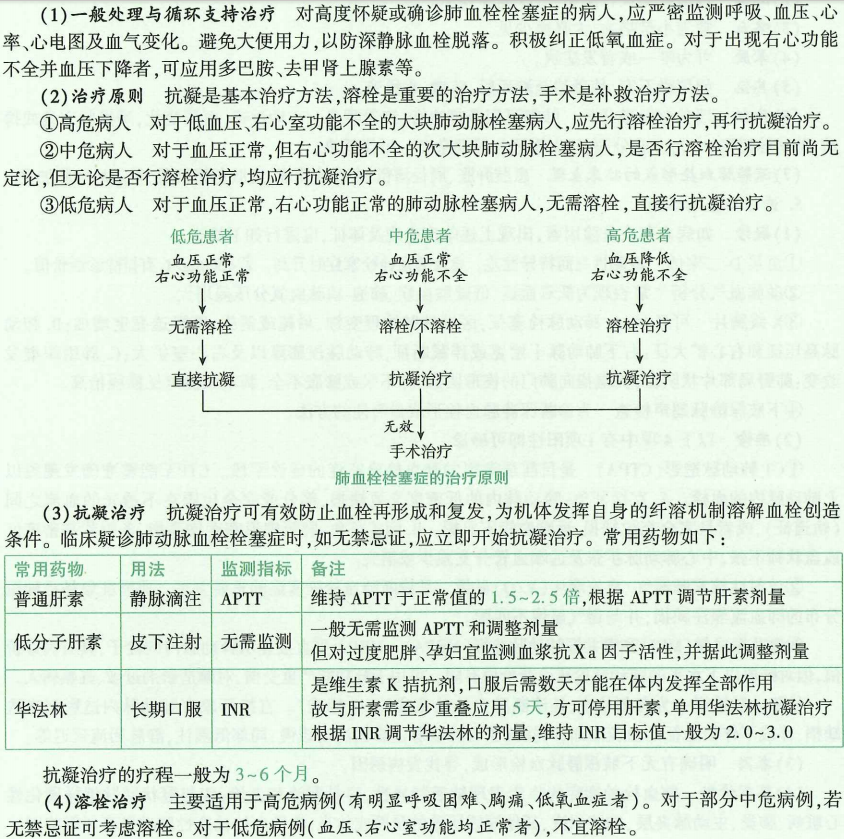 (1)一般处理与循环支持治疗 对高度怀疑或确诊肺血栓栓塞症的病人,应严密监测呼吸、血压、心
率、心电图及血气变化。避免大便用力,以防深静脉血栓脱落。积极纠正低氧血症。对于出现右心功能
不全并血压下降者,可应用多巴胺、去甲肾上腺素等。
(2)治疗原则 抗凝是基本治疗方法,溶栓是重要的治疗方法,手术是补救治疗方法。
①高危病人 对于低血压、右心室功能不全的大块肺动脉栓塞病人,应先行溶栓治疗,再行抗凝治疗。
②中危病人 对于血压正常,但右心功能不全的次大块肺动脉栓塞病人,是否行溶栓治疗目前尚无
定论,但无论是否行溶栓治疗,均应行抗凝治疗。
③低危病人 对于血压正常,右心功能正常的肺动脉栓塞病人,无需溶栓,直接行抗凝治疗。
低危患者 中危患者 高危患者
血压正常 血压正常 血压降低
右心功能正常 右心功能不全 右心功能不全
无需溶栓 溶栓/不溶栓 溶栓治疗
直接抗凝 抗凝治疗 抗凝治疗
无效
手术治疗
肺血栓栓塞症的治疗原则
(3)抗凝治疗 抗凝治疗可有效防止血栓再形成和复发,为机体发挥自身的纤溶机制溶解血栓创造
条件。临床疑诊肺动脉血栓栓塞症时,如无禁忌证,应立即开始抗凝治疗。常用药物如下:
常用药物 用法 监测指标 备注
普通肝素 静脉滴注 APTT 维持 APTT 于正常值的 1.5~2.5 倍,根据 APTT 调节肝素剂量
低分子肝素 皮下注射 无需监测 一般无需监测 APTT 和调整剂量
但对过度肥胖、孕妇宜监测血浆抗Ⅹa 因子活性,并据此调整剂量
华法林 长期口服 INR 是维生素 K 拮抗剂,口服后需数天才能在体内发挥全部作用
故与肝素需至少重叠应用 5 天,方可停用肝素,单用华法林抗凝治疗
根据 INR 调节华法林的剂量,维持 INR 目标值一般为 2.0~3.0
抗凝治疗的疗程一般为 3~6 个月。
(4)溶栓治疗 主要适用于高危病例(有明显呼吸困难、胸痛、低氧血症者)。对于部分中危病例,若
无禁忌证可考虑溶栓。对于低危病例(血压、右心室功能均正常者),不宜溶栓。